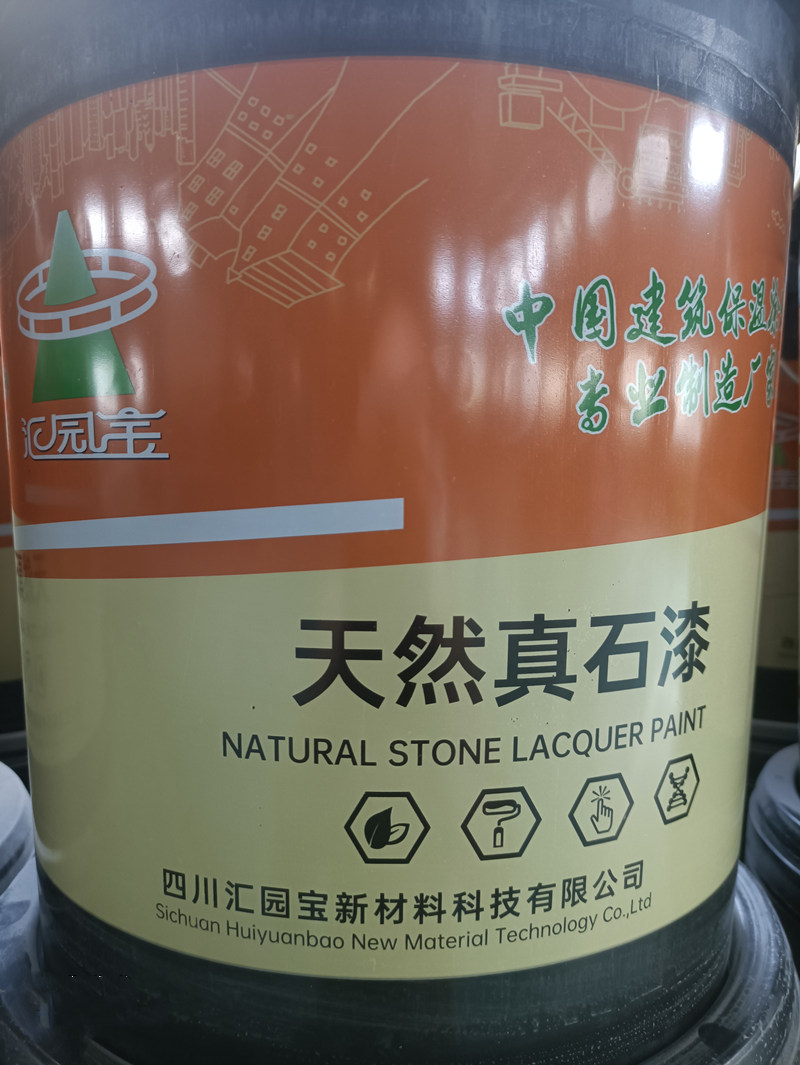 汇园宝
中国建筑保温
专业制造厂家
天然真石漆
NATURAL STONE LACQUER PAINT
四川汇园宝新材料科技有限公司
Sichuan Huiyuanbao New Material Technology Co.,Ltd